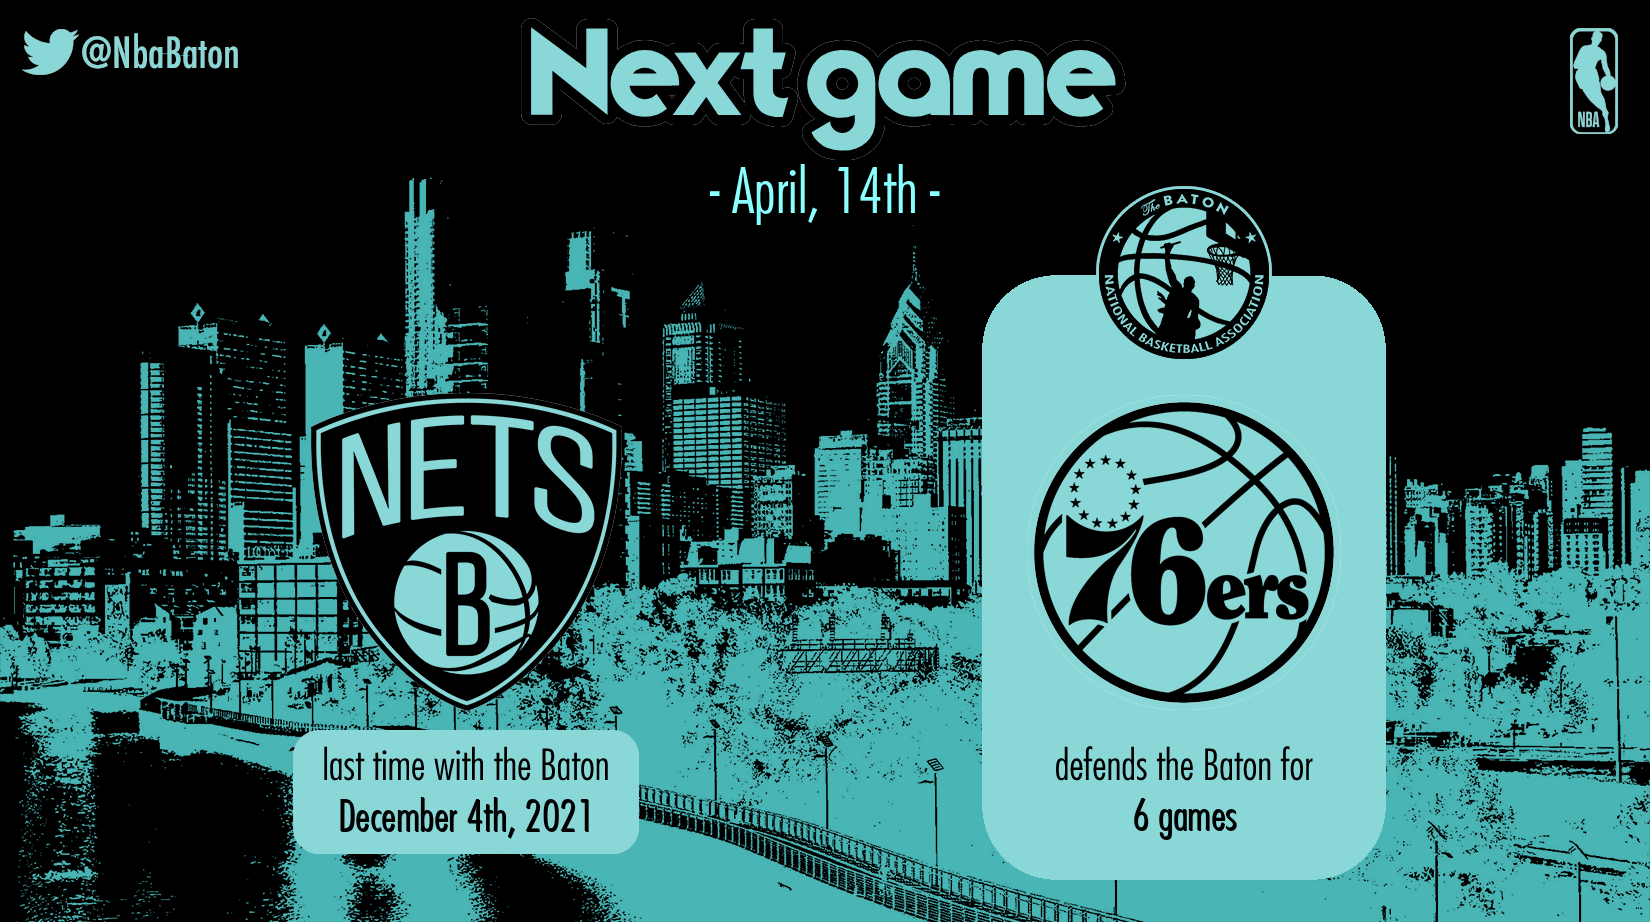 @NbaBaton
Next game
NBA
- April, 14th -
The BATON
NATIONAL BASKETBALL ASSOCIATION
NETS
B
76ers
last time with the Baton
December 4th, 2021
defends the Baton for
6 games